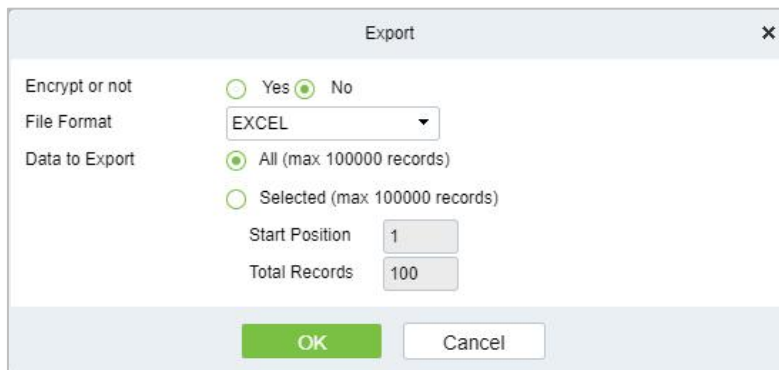 Export
Encrypt or not Yes No
File Format EXCEL
Data to Export All (max 100000 records)
Selected (max 100000 records)
Start Position 1
Total Records 100
OK Cancel